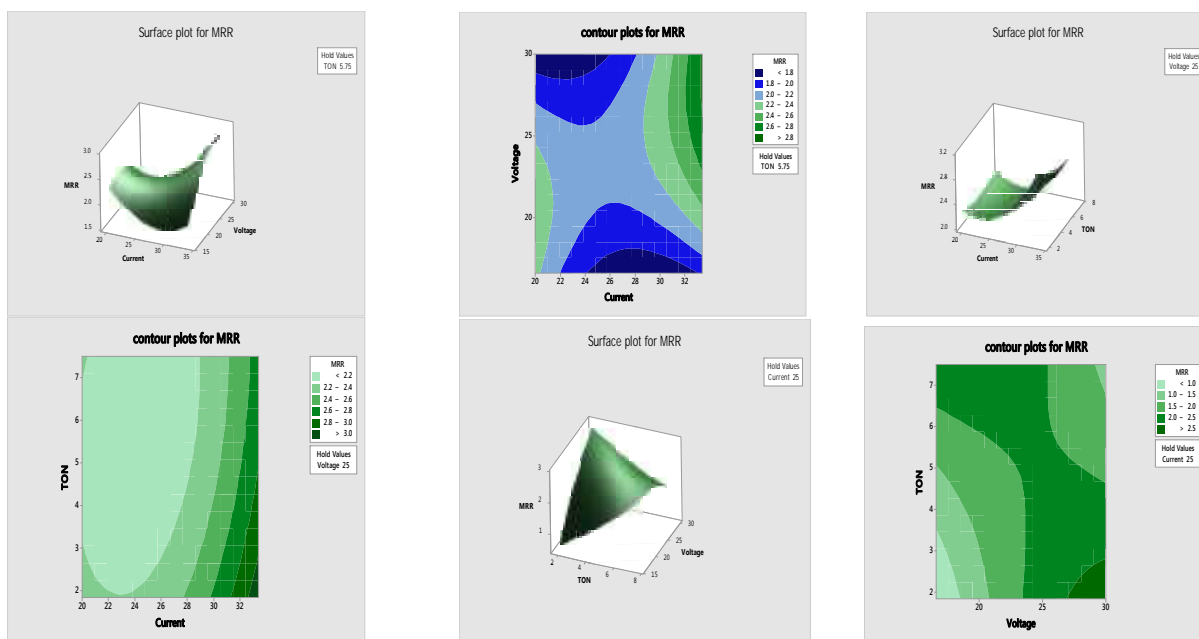 Surface plot for MRR
Hold Values
TON 5.75
3.0
2.5
MRR
2.0
1.5
20
25
30
35
Current
15
20
25
30
Voltage
contour plots for MRR
30
25
20
Voltage
20 22 24 26 28 30 32
Current
MRR
< 1.8
1.8 – 2.0
2.0 – 2.2
2.2 – 2.4
2.4 – 2.6
2.6 – 2.8
> 2.8
Hold Values
TON 5.75
Surface plot for MRR
Hold Values
Voltage 25
3.2
2.8
MRR
2.4
2.0
20
25
30
35
Current
2
4
6
8
TON
contour plots for MRR
7
6
5
4
3
2
TON
20 22 24 26 28 30 32
Current
MRR
< 2.2
2.2 – 2.4
2.4 – 2.6
2.6 – 2.8
2.8 – 3.0
> 3.0
Hold Values
Voltage 25
Surface plot for MRR
Hold Values
Current 25
3
2
MRR
1
2
4
6
8
TON
15
20
25
30
Voltage
contour plots for MRR
7
6
5
4
3
2
TON
20 25 30
Voltage
MRR
< 1.0
1.0 – 1.5
1.5 – 2.0
2.0 – 2.5
> 2.5
Hold Values
Current 25